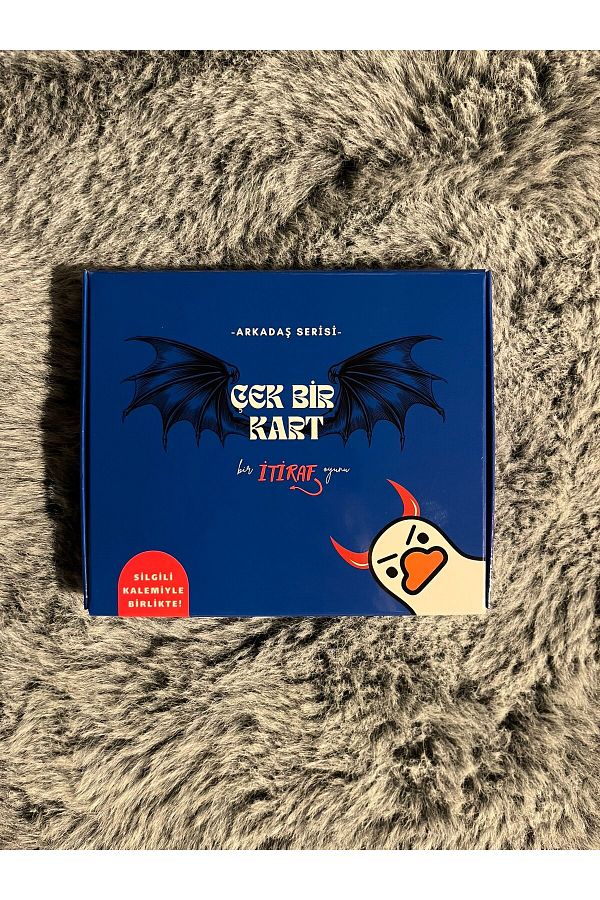 -ARKADAŞ SERİSİ-
ÇEK BİR
KART
bir İTİRAF oyunu
SİLGİLİ
KALEMİYLE
BİRLİKTE!